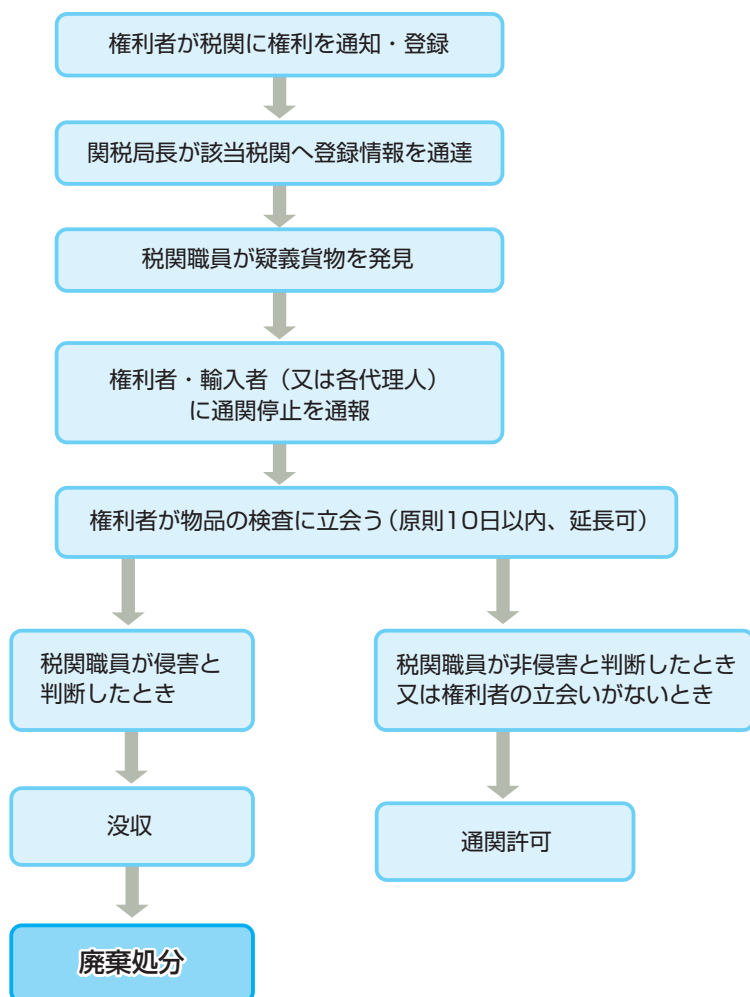 権利者が税関に権利を通知・登録
関税局長が該当税関へ登録情報を通達
税関職員が疑義貨物を発見
権利者・輸入者（又は各代理人）
に通関停止を通報
権利者が物品の検査に立会う（原則10日以内、延長可）
税関職員が侵害と
判断したとき
税関職員が非侵害と判断したとき
又は権利者の立会いがないとき
没収
通関許可
廃棄処分